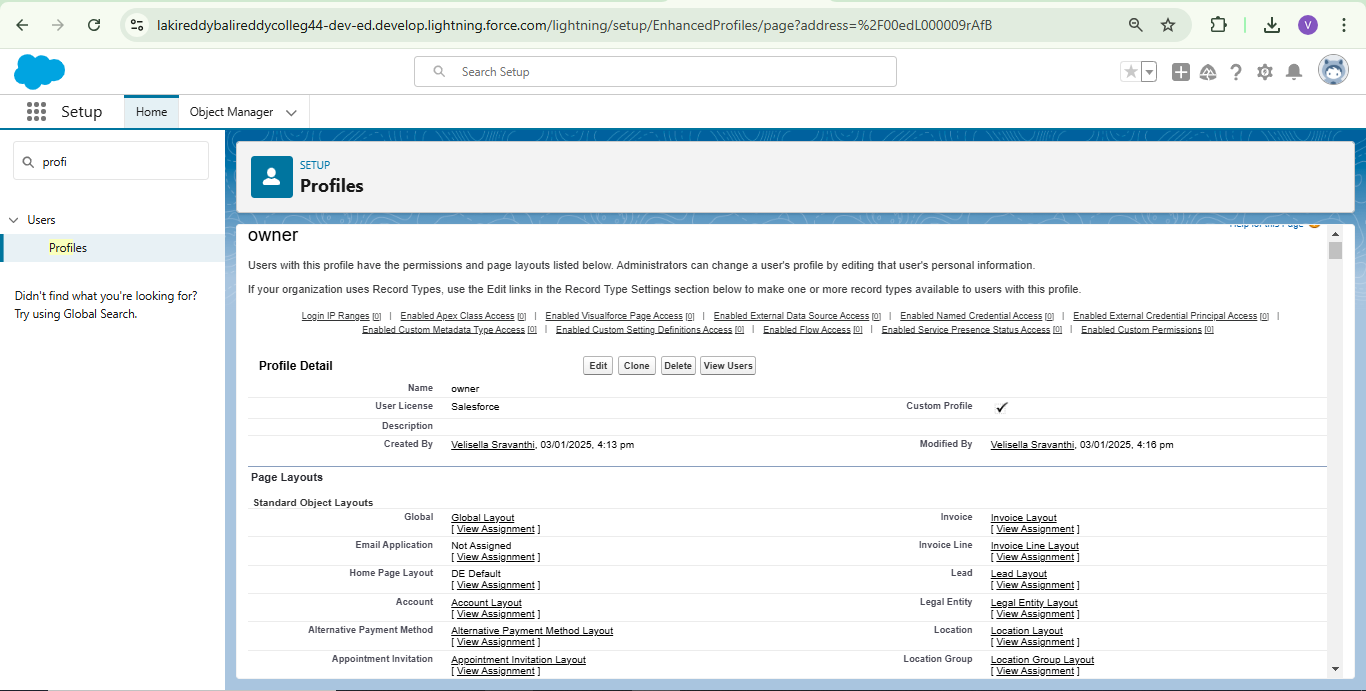 lakireddybalireddycolleg44-dev-ed.develop.lightning.force.com/lightning/setup/EnhancedProfiles/page?address=%2F00edL000009rAfB
V
Search Setup
Setup
Home
Object Manager
profi
Users
Profiles
Didn't find what you're looking for?
Try using Global Search.
SETUP
Profiles
Help for this Page
owner
Users with this profile have the permissions and page layouts listed below. Administrators can change a user's profile by editing that user's personal information.
If your organization uses Record Types, use the Edit links in the Record Type Settings section below to make one or more record types available to users with this profile.
Login IP Ranges [0] | Enabled Apex Class Access [0] | Enabled Visualforce Page Access [0] | Enabled External Data Source Access [0] | Enabled Named Credential Access [0] | Enabled External Credential Principal Access [0] |
Enabled Custom Metadata Type Access [0] | Enabled Custom Setting Definitions Access [0] | Enabled Flow Access [0] | Enabled Service Presence Status Access [0] | Enabled Custom Permissions [0]
Profile Detail Edit Clone Delete View Users
Name owner
User License Salesforce Custom Profile ✓
Description
Created By Velisella Sravanthi, 03/01/2025, 4:13 pm Modified By Velisella Sravanthi, 03/01/2025, 4:16 pm
Page Layouts
Standard Object Layouts
Global Global Layout Invoice Invoice Layout
[ View Assignment ] [ View Assignment ]
Email Application Not Assigned Invoice Line Invoice Line Layout
[ View Assignment ] [ View Assignment ]
Home Page Layout DE Default Lead Lead Layout
[ View Assignment ] [ View Assignment ]
Account Account Layout Legal Entity Legal Entity Layout
[ View Assignment ] [ View Assignment ]
Alternative Payment Method Alternative Payment Method Layout Location Location Layout
[ View Assignment ] [ View Assignment ]
Appointment Invitation Appointment Invitation Layout Location Group Location Group Layout
[ View Assignment ] [ View Assignment ]